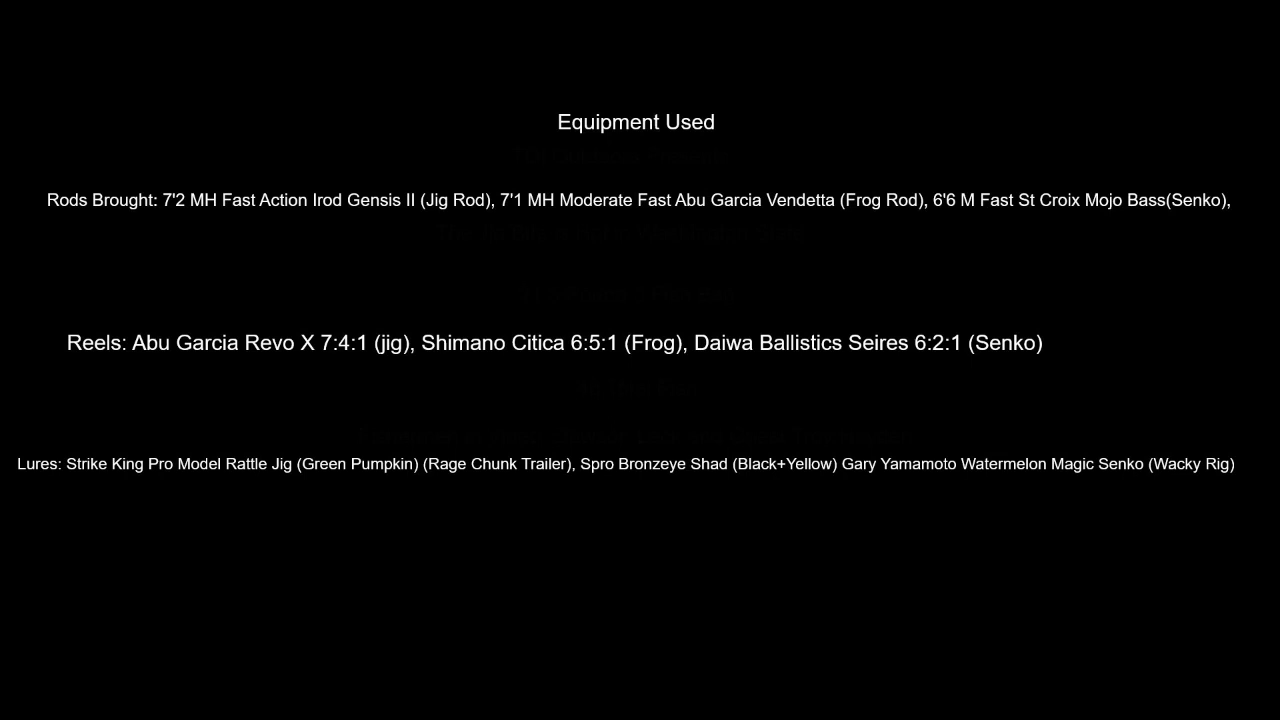 Equipment Used
Rods Brought: 7'2 MH Fast Action Irod Gensis II (Jig Rod), 7'1 MH Moderate Fast Abu Garcia Vendetta (Frog Rod), 6'6 M Fast St Croix Mojo Bass(Senko),
Reels: Abu Garcia Revo X 7:4:1 (jig), Shimano Citica 6:5:1 (Frog), Daiwa Ballistics Seires 6:2:1 (Senko)
Lures: Strike King Pro Model Rattle Jig (Green Pumpkin) (Rage Chunk Trailer), Spro Bronzeye Shad (Black+Yellow) Gary Yamamoto Watermelon Magic Senko (Wacky Rig)